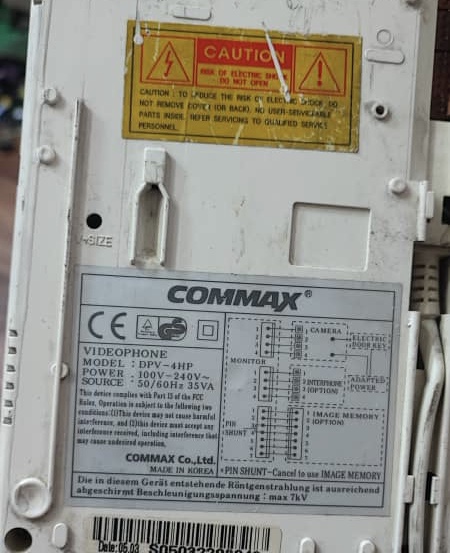 CAUTION
RISK OF ELECTRIC SHOCK
DO NOT OPEN
CAUTION : TO REDUCE THE RISK OF ELECTRIC SHOCK DO
NOT REMOVE COVER (OR BACK). NO USER-SERVICEABLE
PARTS INSIDE. REFER SERVICING TO QUALIFIED SERVICE
PERSONNEL.
V-SIZE
COMMAX®
CE
VIDEOPHONE
MODEL : DPV-4HP
POWER : 100V~240V~
SOURCE : 50/60Hz 35VA
This device complies with Part 15 of the FCC
Rules, Operation is subject to the following two
conditions:(1)This device may not cause harmful
interference, and (2)this device must accept any
interference received, including interference that
may cause undesired operation.
COMMAX Co.,Ltd.
MADE IN KOREA
CAMERA
ELECTRIC
DOOR KEY
MONITOR
INTERPHONE
(OPTION)
ADAPTED
POWER
IMAGE MEMORY
(OPTION)
PIN
SHUNT
*PIN SHUNT-Cancel to use IMAGE MEMORY
Die in diesem Gerät entstehende Röntgenstrahlung ist ausreichend
abgeschirmt Beschleunigungsspannung : max 7kV
Date:05.03